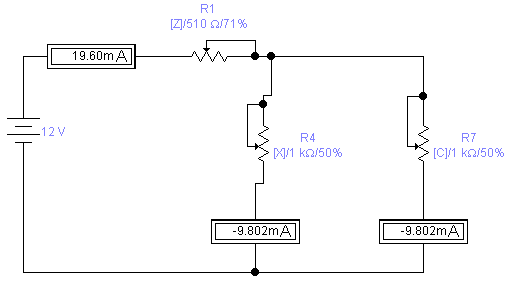 R1
[Z]/510 Ω/71%
19.60mA
12 V
R4
[X]/1 kΩ/50%
R7
[C]/1 kΩ/50%
-9.802mA
-9.802mA